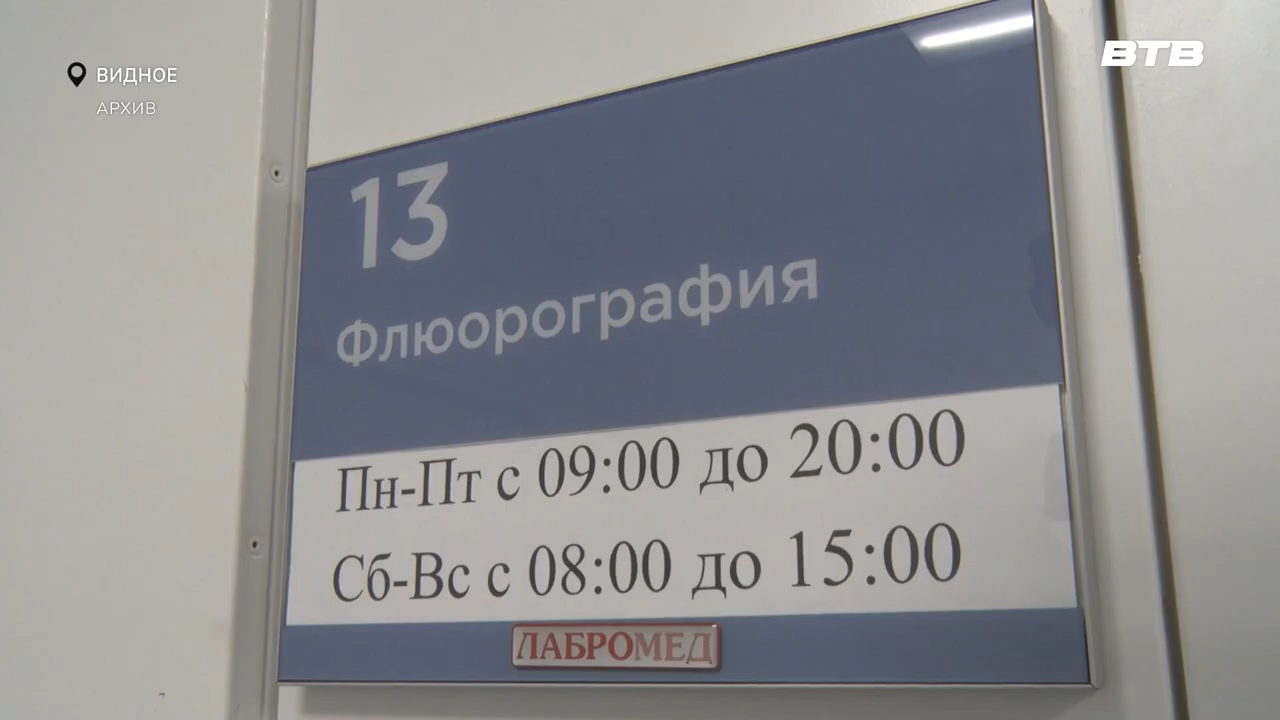 ВИДНОЕ
АРХИВ
ВТВ
13
Флюорография
Пн-Пт с 09:00 до 20:00
Сб-Вс с 08:00 до 15:00
ЛАБРОМЕД